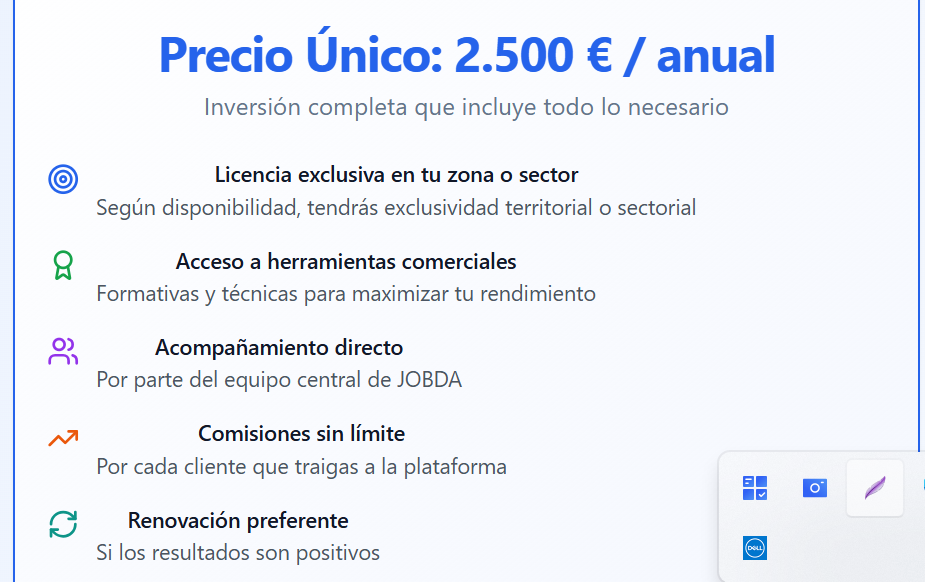 Precio Único: 2.500 € / anual
Inversión completa que incluye todo lo necesario
Licencia exclusiva en tu zona o sector
Según disponibilidad, tendrás exclusividad territorial o sectorial
Acceso a herramientas comerciales
Formativas y técnicas para maximizar tu rendimiento
Acompañamiento directo
Por parte del equipo central de JOBDA
Comisiones sin límite
Por cada cliente que traigas a la plataforma
Renovación preferente
Si los resultados son positivos
DELL